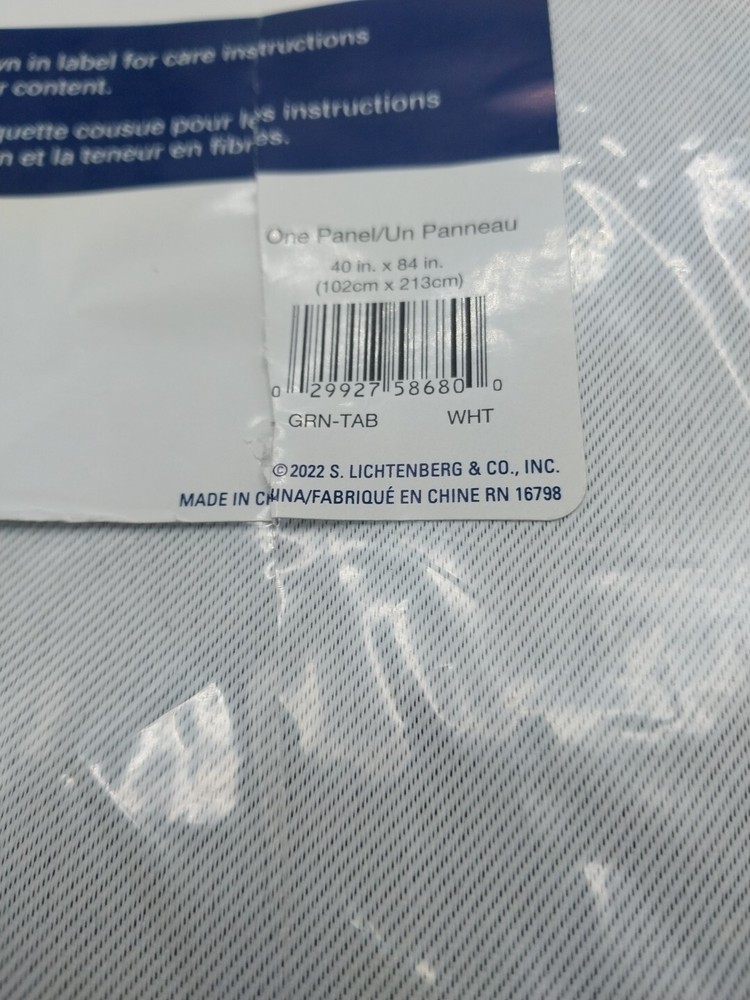 in label for care instructions
content.
cousue pour les instructions
et la teneur en fibres.
One Panel/Un Panneau
40 in. x 84 in.
(102cm x 213cm)
0 29927 58680 0
GRN-TAB WHT
©2022 S. LICHTENBERG & CO., INC.
MADE IN CHINA/FABRIQUÉ EN CHINE RN 16798